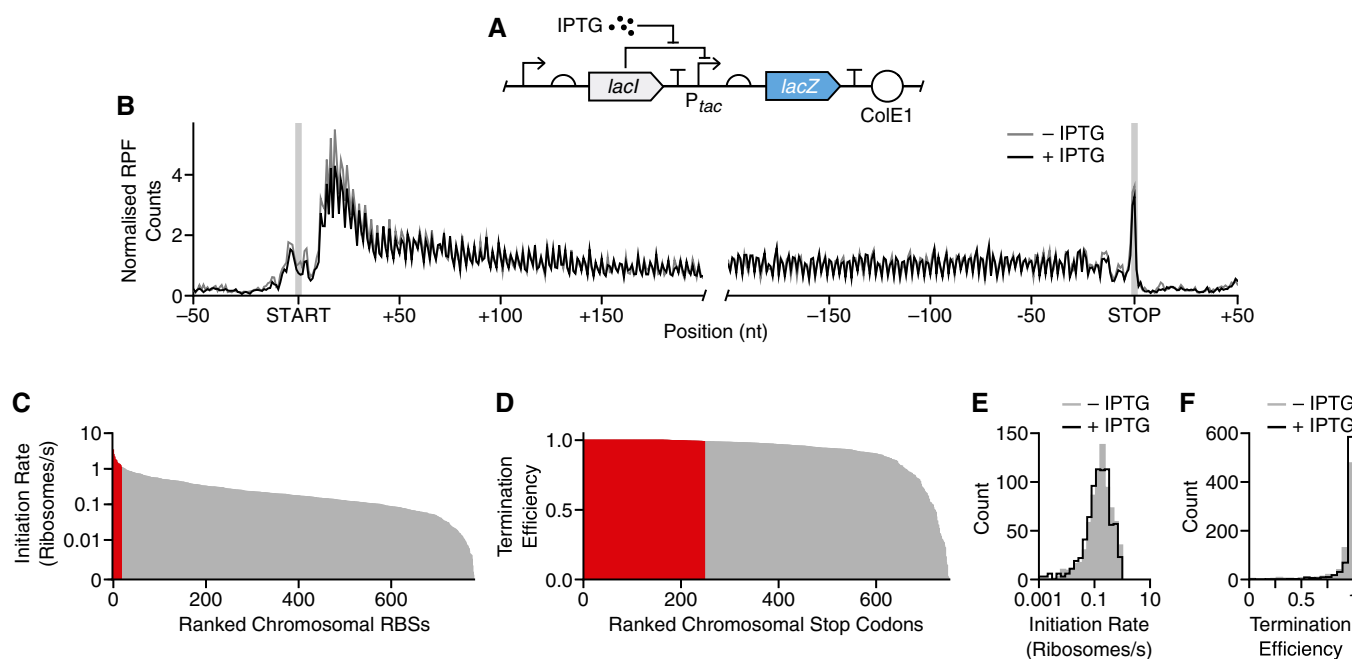 A
IPTG
lacI
Ptac
lacZ
ColE1
B
Normalised RPF
Counts
4
2
0
– IPTG
+ IPTG
–50
START
+50
+100
+150
–150
–100
-50
STOP
+50
Position (nt)
C
Initiation Rate
(Ribosomes/s)
10
1
0.1
0.01
0
0
200
400
600
Ranked Chromosomal RBSs
D
Termination
Efficiency
1.0
0.5
0.0
0
200
400
600
Ranked Chromosomal Stop Codons
E
– IPTG
+ IPTG
Count
150
100
50
0
0.001
0.1
10
Initiation Rate
(Ribosomes/s)
F
– IPTG
+ IPTG
Count
600
400
200
0
0
0.5
1
Termination
Efficiency